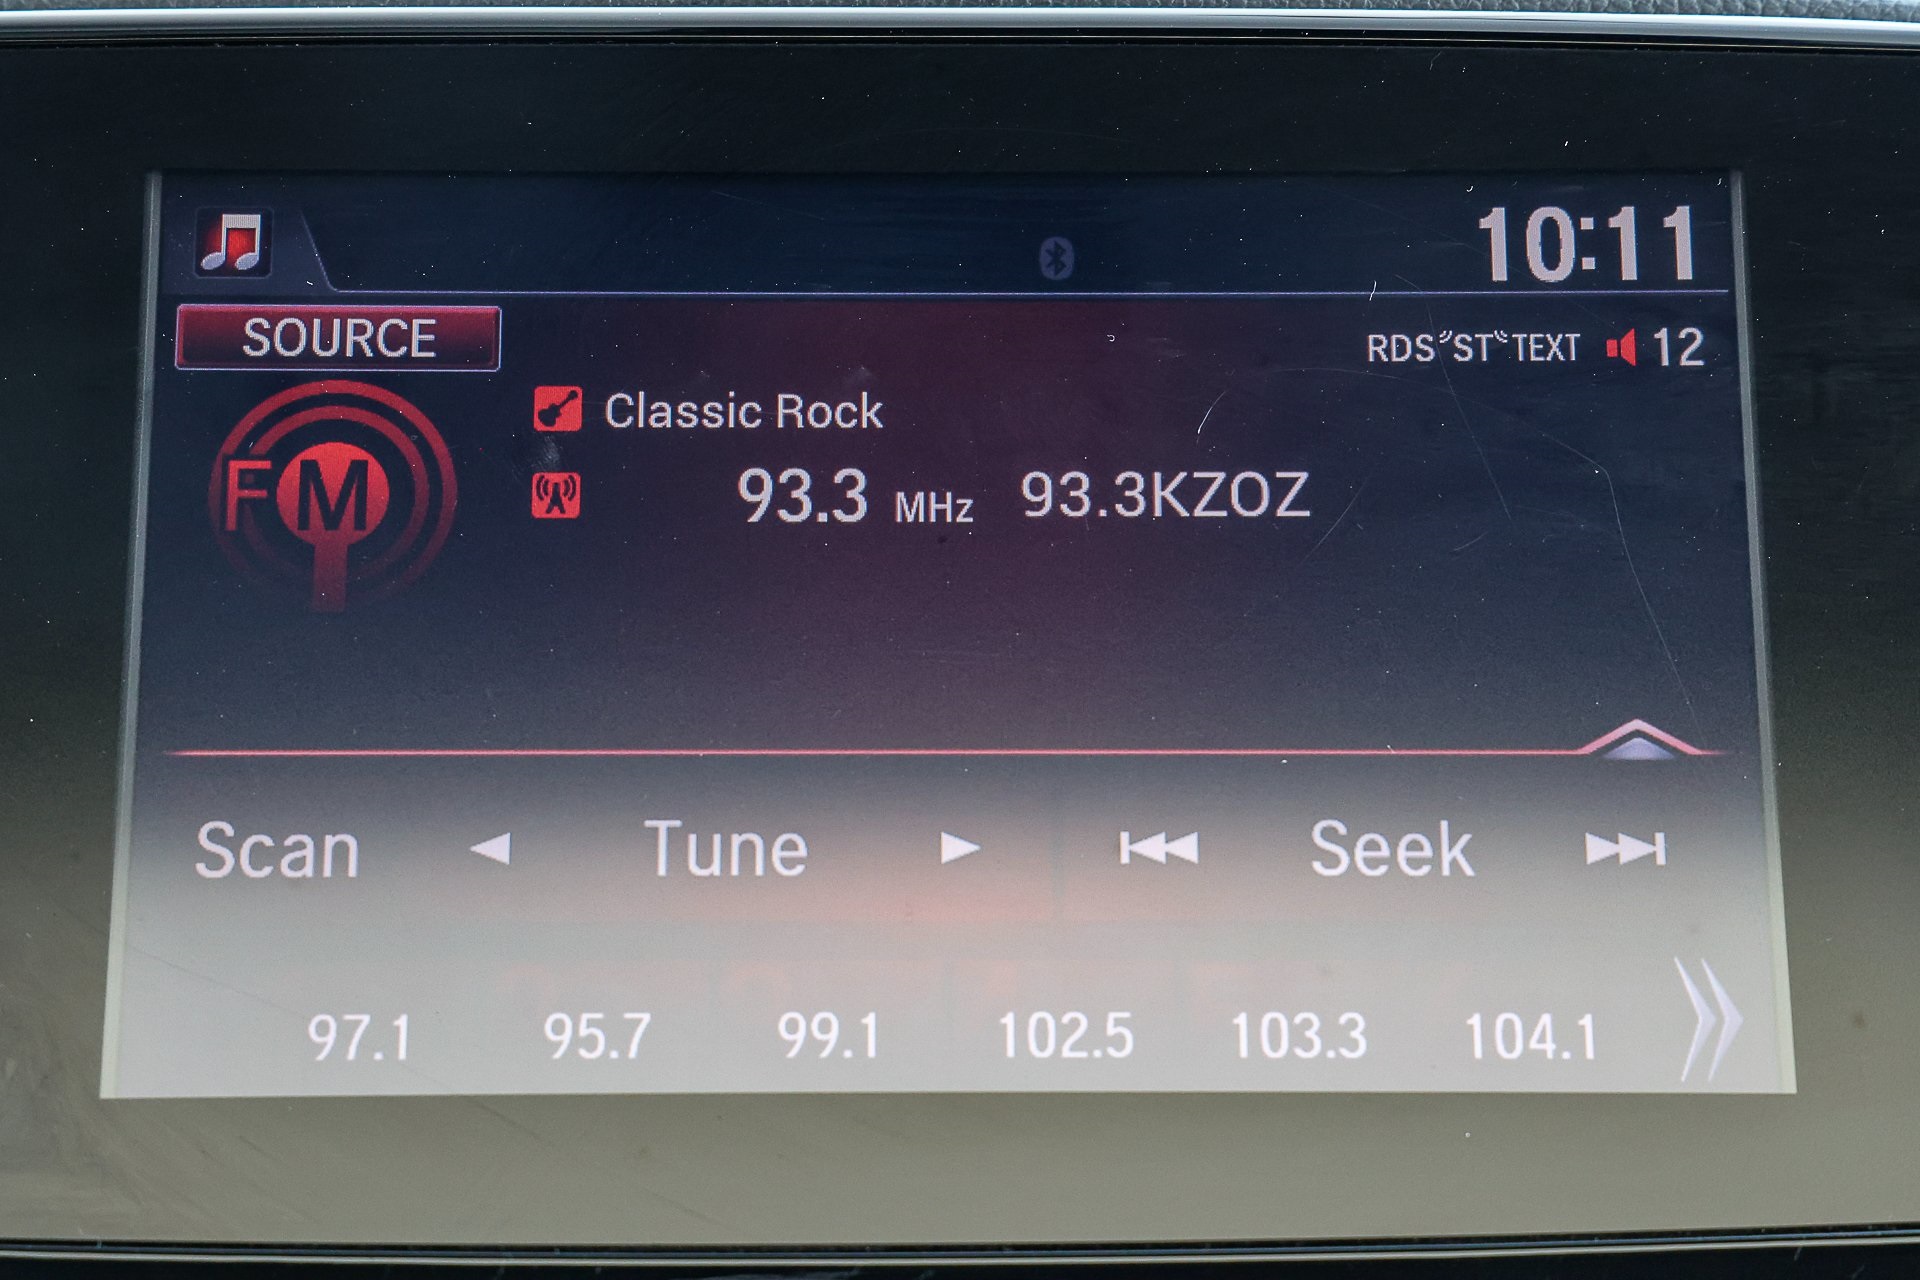 10:11
SOURCE
RDS ST TEXT 12
FM
Classic Rock
93.3 MHz 93.3KZOZ
Scan Tune Seek
97.1 95.7 99.1 102.5 103.3 104.1